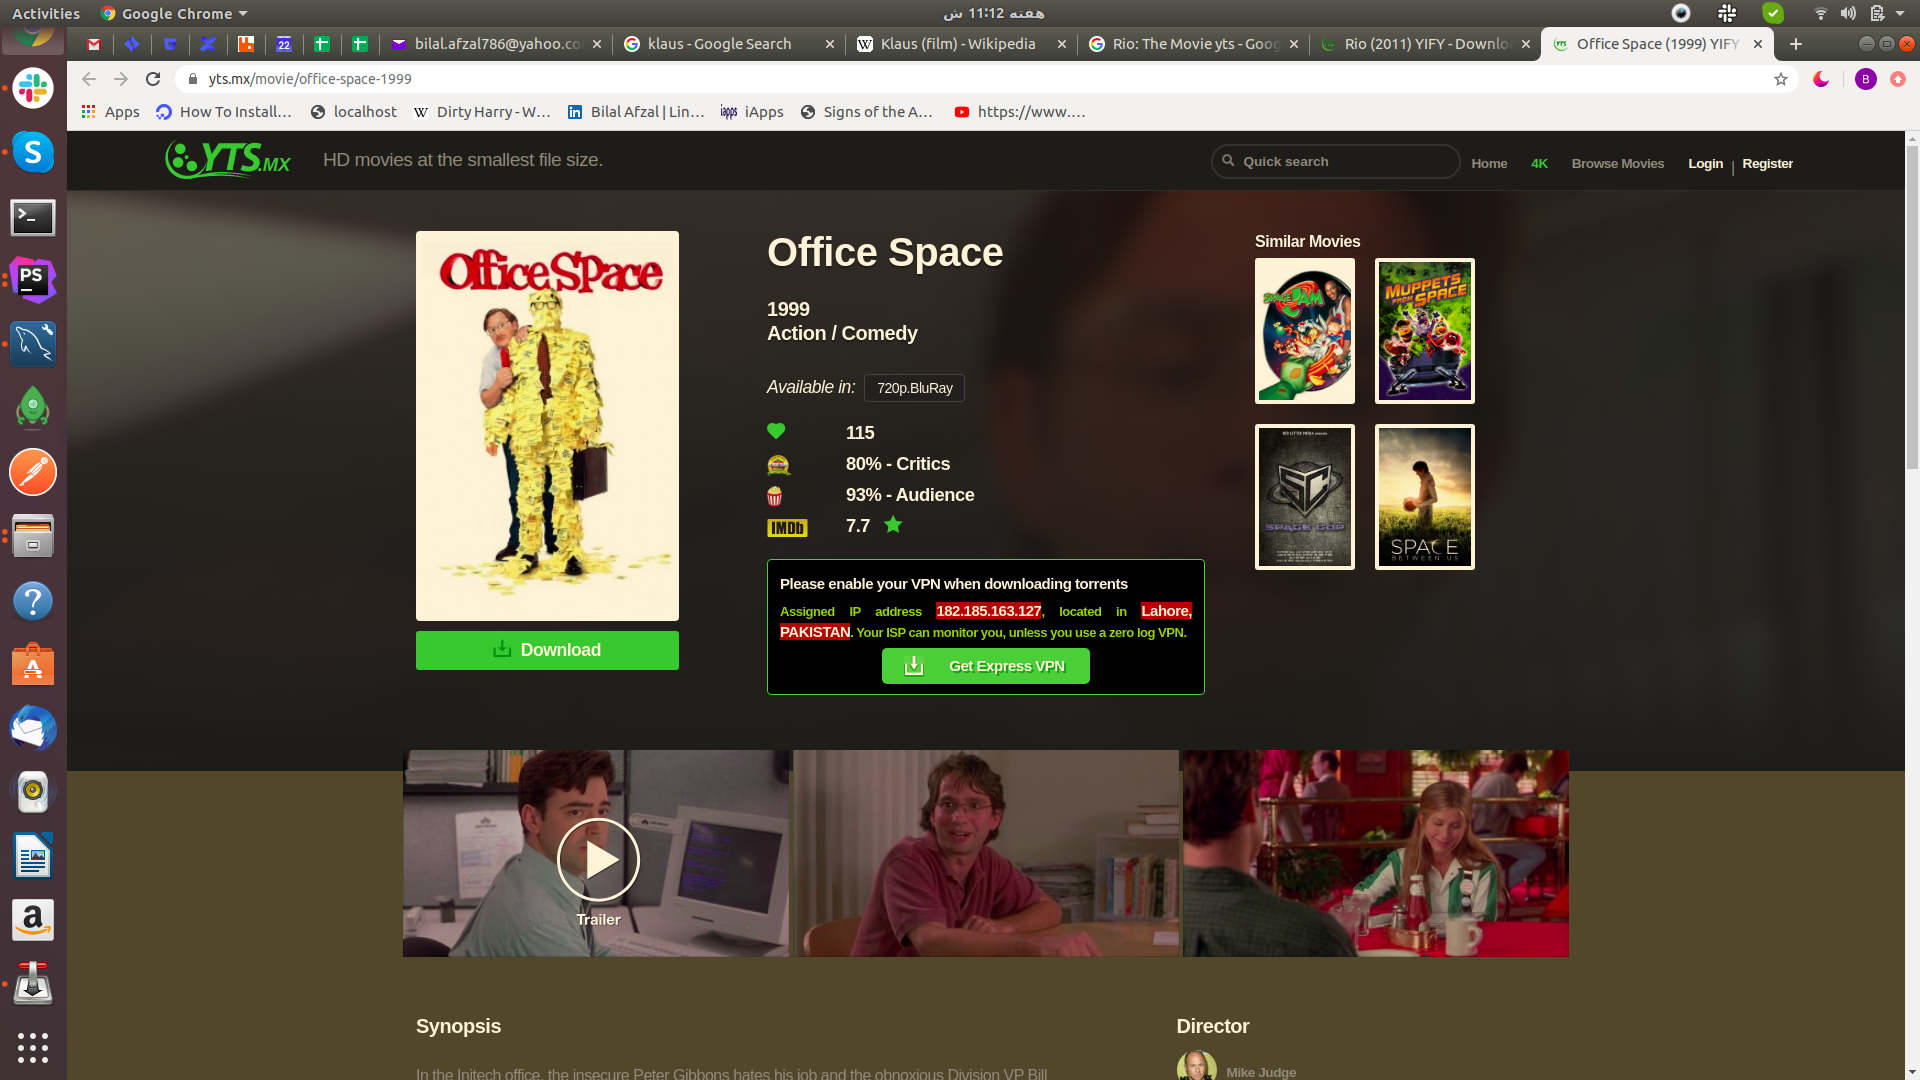 Activities
Google Chrome
هفته 11:12 ش
22
bilal.afzal786@yahoo.co
klaus - Google Search
Klaus (film) - Wikipedia
Rio: The Movie yts - Goog
Rio (2011) YIFY - Downlo
YTS
Office Space (1999) YIFY
yts.mx/movie/office-space-1999
B
Apps
How To Install...
localhost
W
Dirty Harry - W...
Bilal Afzal | Lin...
iApps
Signs of the A...
https://www....
YTS.MX
HD movies at the smallest file size.
Quick search
Home
4K
Browse Movies
Login | Register
Office Space
Office Space
1999
Action / Comedy
Available in: 720p.BluRay
115
80% - Critics
93% - Audience
IMDb 7.7
Similar Movies
SPACE JAM
MUPPETS FROM SPACE
SC
SPACE COP
SPACE
BETWEEN US
Please enable your VPN when downloading torrents
Assigned IP address 182.185.163.127, located in Lahore,
PAKISTAN. Your ISP can monitor you, unless you use a zero log VPN.
Get Express VPN
Download
Trailer
Synopsis
In the Initech office, the insecure Peter Gibbons hates his job and the obnoxious Division VP Bill
Director
Mike Judge
S
PS
A
a